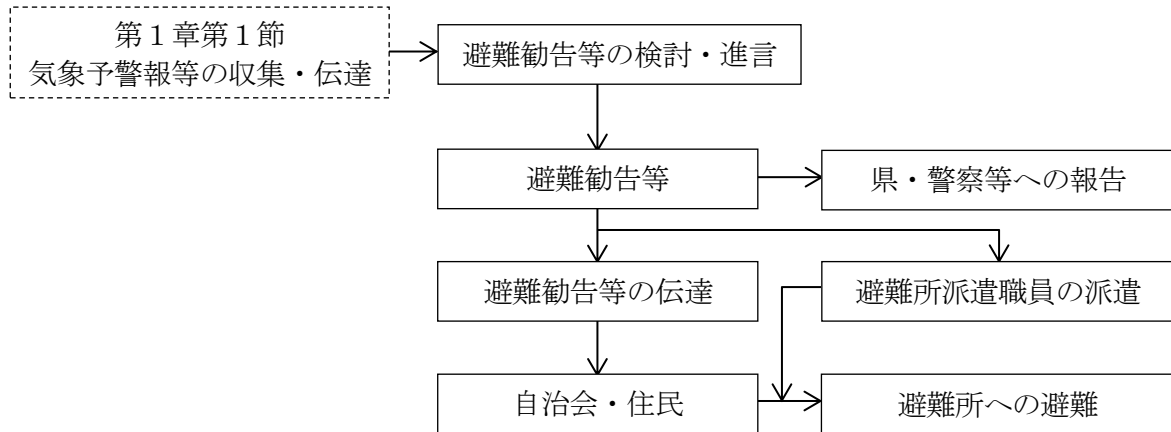 第１章第１節
気象予警報等の収集・伝達
避難勧告等の検討・進言
避難勧告等
県・警察等への報告
避難勧告等の伝達
避難所派遣職員の派遣
自治会・住民
避難所への避難